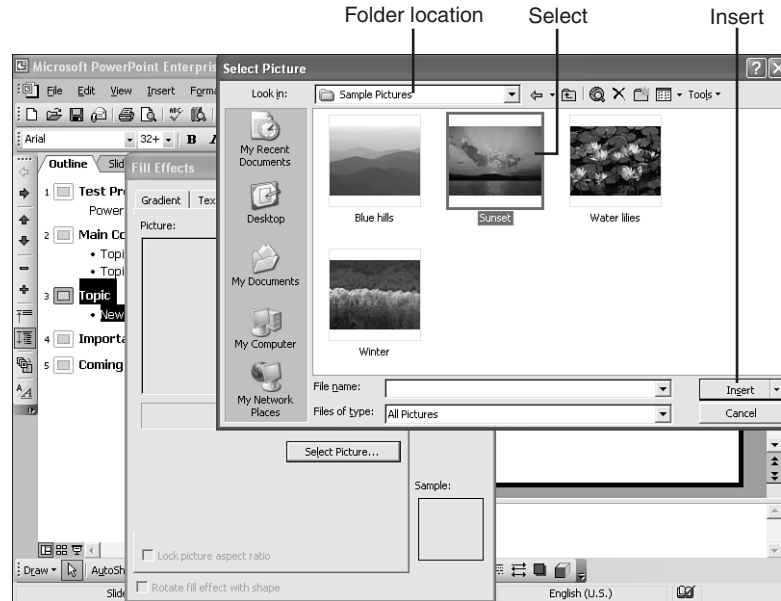 Folder location Select Insert
Microsoft PowerPoint Enterpris
Select Picture
File Edit View Insert Forma
Look in: Sample Pictures Tools
Arial 32+ B
Outline Slid
Fill Effects
My Recent
Documents
Desktop
My Documents
My Computer
My Network
Places
Blue hills Sunset Water lilies
Winter
File name:
Files of type: All Pictures
Insert
Cancel
Gradient Tex
Picture:
1 Test Pr
Power
2 Main Co
• Topi
• Topi
3 Topic
• New
4 Importa
5 Coming
Select Picture...
Sample:
Lock picture aspect ratio
Rotate fill effect with shape
Draw AutoSh
Slide English (U.S.)